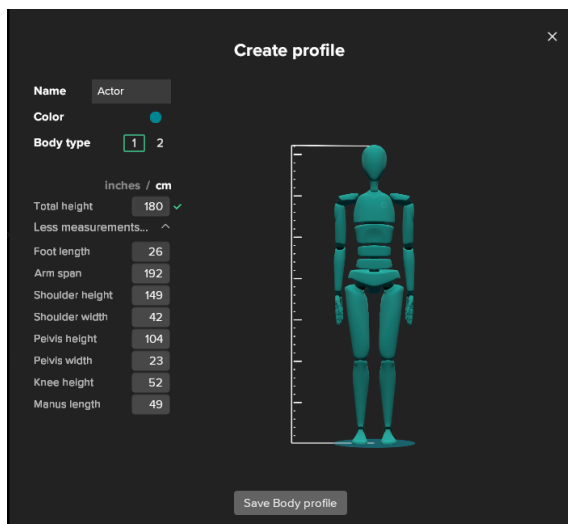 Create profile
Name Actor
Color
Body type 1 2
inches / cm
Total height 180
Less measurements...
Foot length 26
Arm span 192
Shoulder height 149
Shoulder width 42
Pelvis height 104
Pelvis width 23
Knee height 52
Manus length 49
Save Body profile